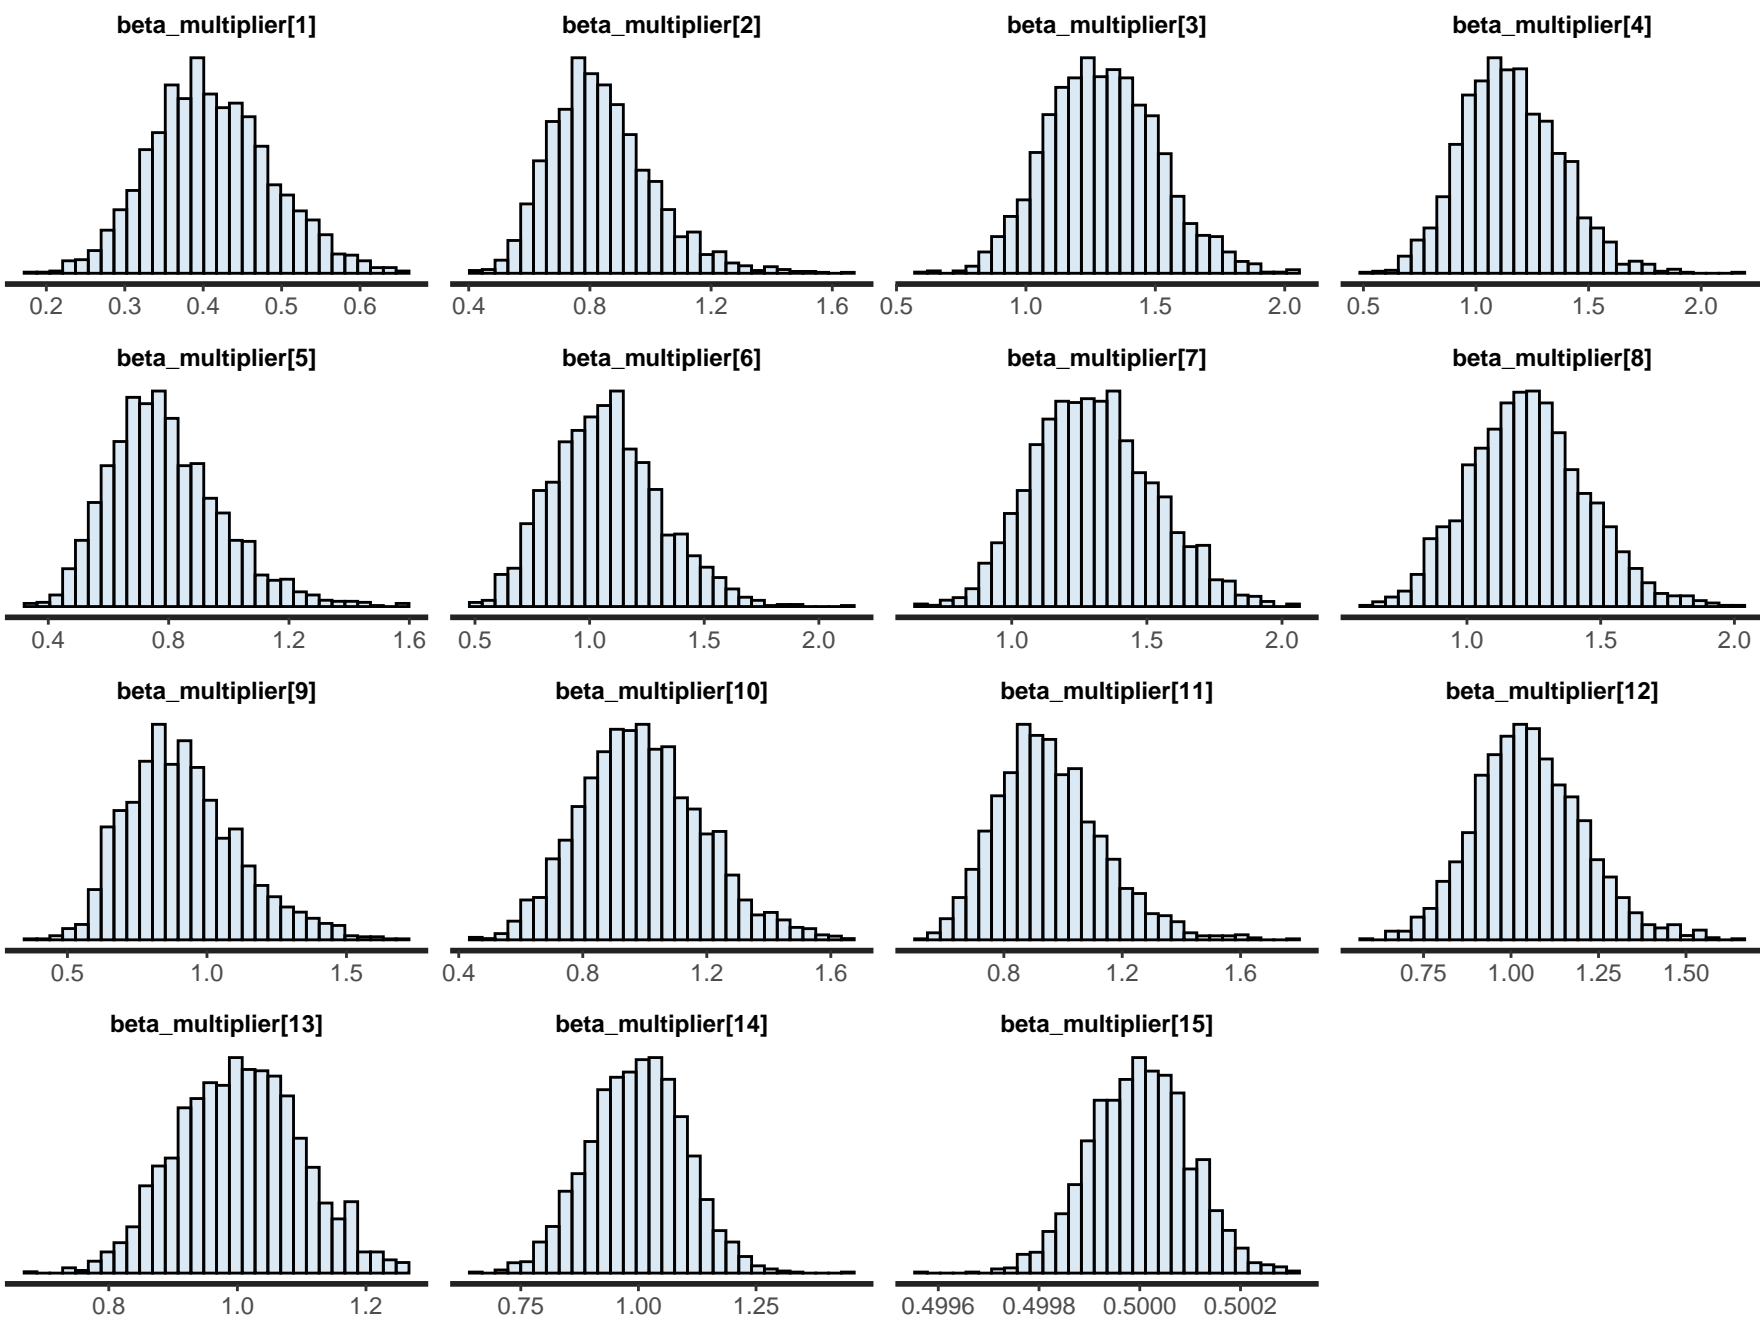 beta_multiplier[1] beta_multiplier[2] beta_multiplier[3] beta_multiplier[4]
0.2 0.3 0.4 0.5 0.6 0.4 0.8 1.2 1.6 0.5 1.0 1.5 2.0 0.5 1.0 1.5 2.0
beta_multiplier[5] beta_multiplier[6] beta_multiplier[7] beta_multiplier[8]
0.4 0.8 1.2 1.6 0.5 1.0 1.5 2.0 1.0 1.5 2.0 1.0 1.5 2.0
beta_multiplier[9] beta_multiplier[10] beta_multiplier[11] beta_multiplier[12]
0.5 1.0 1.5 0.4 0.8 1.2 1.6 0.8 1.2 1.6 0.75 1.00 1.25 1.50
beta_multiplier[13] beta_multiplier[14] beta_multiplier[15]
0.8 1.0 1.2 0.75 1.00 1.25 0.4996 0.4998 0.5000 0.5002